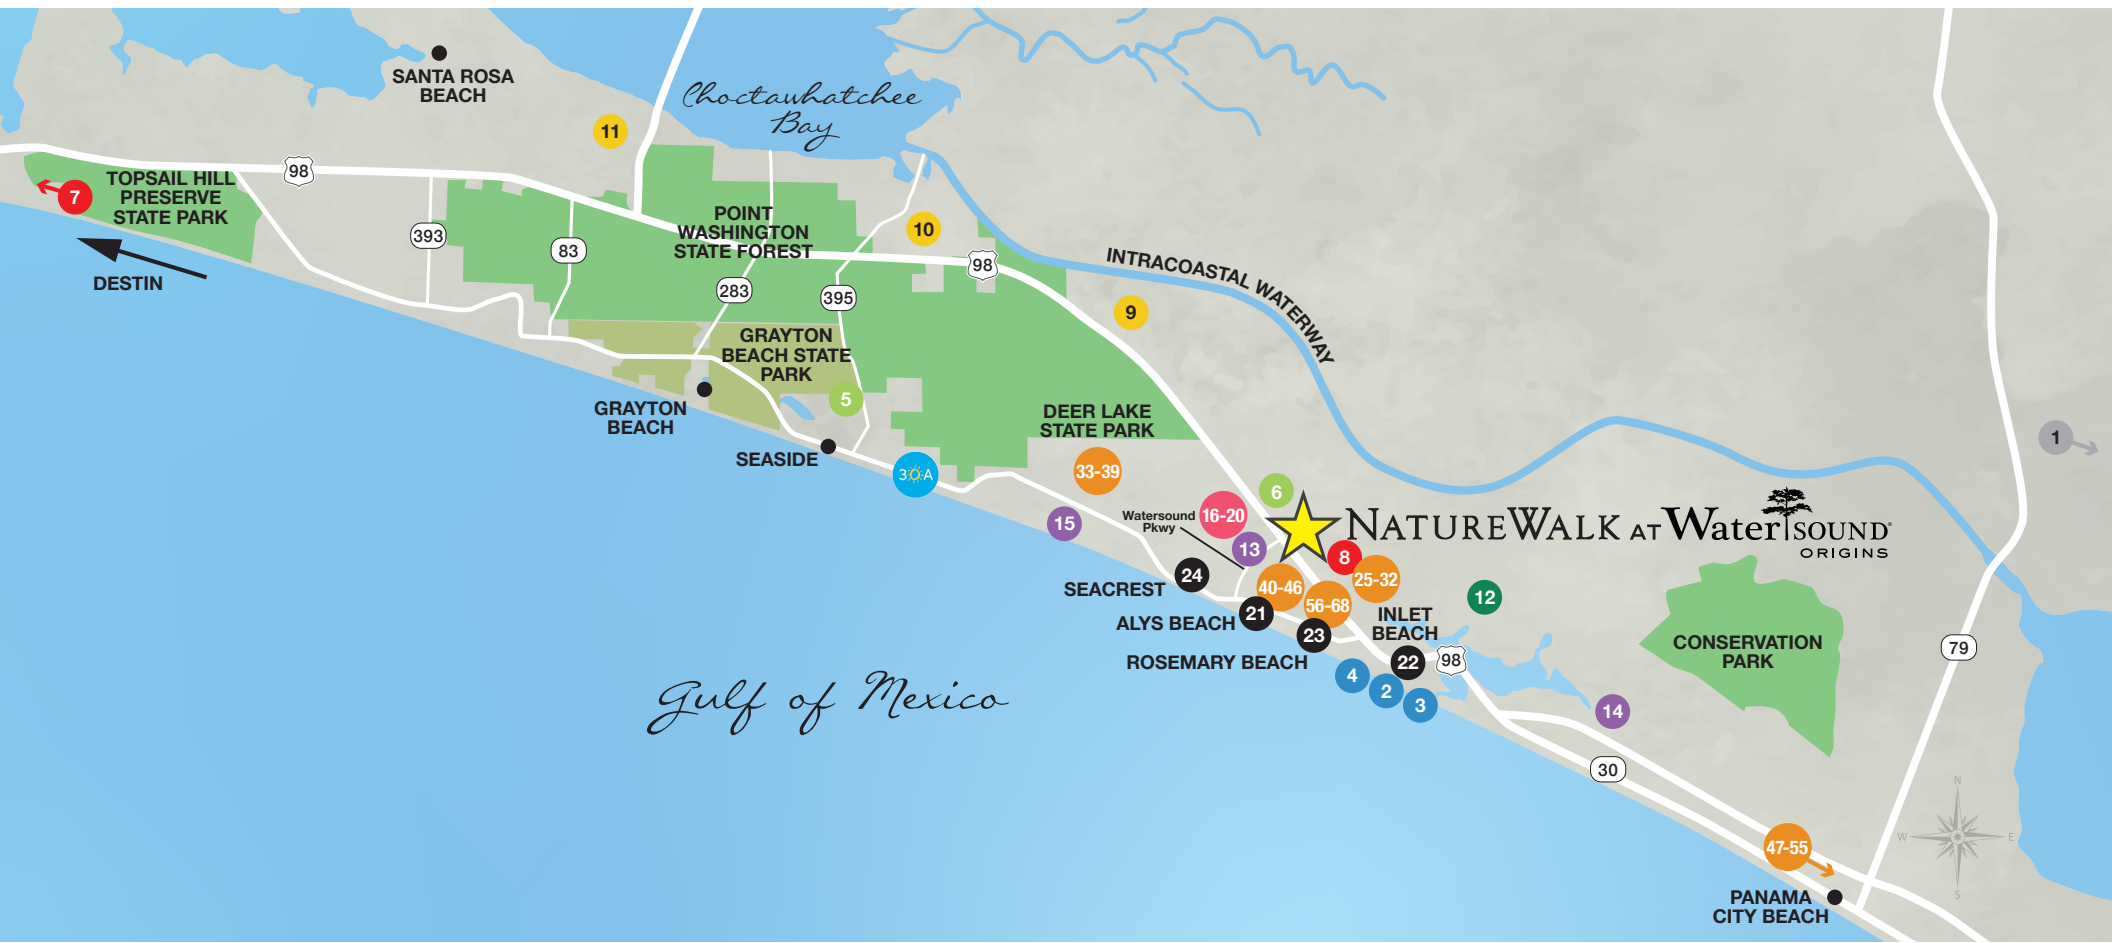 SANTA ROSA
BEACH
Choctawhatchee
Bay
11
98
TOPSAIL HILL
PRESERVE
STATE PARK
7
DESTIN
393
83
POINT
WASHINGTON
STATE FOREST
10
98
283
395
INTRACOASTAL WATERWAY
9
GRAYTON
BEACH STATE
PARK
5
GRAYTON
BEACH
SEASIDE
30A
DEER LAKE
STATE PARK
33-39
15
1
6
16-20
Watersound
Pkwy
13
NATUREWALK AT WaterSOUND
ORIGINS
8
25-32
24
SEACREST
40-46
56-68
21
ALYS BEACH
23
INLET
BEACH
12
ROSEMARY BEACH
22
98
4
2
3
CONSERVATION
PARK
79
14
Gulf of Mexico
30
N
W
E
S
47-55
PANAMA
CITY BEACH